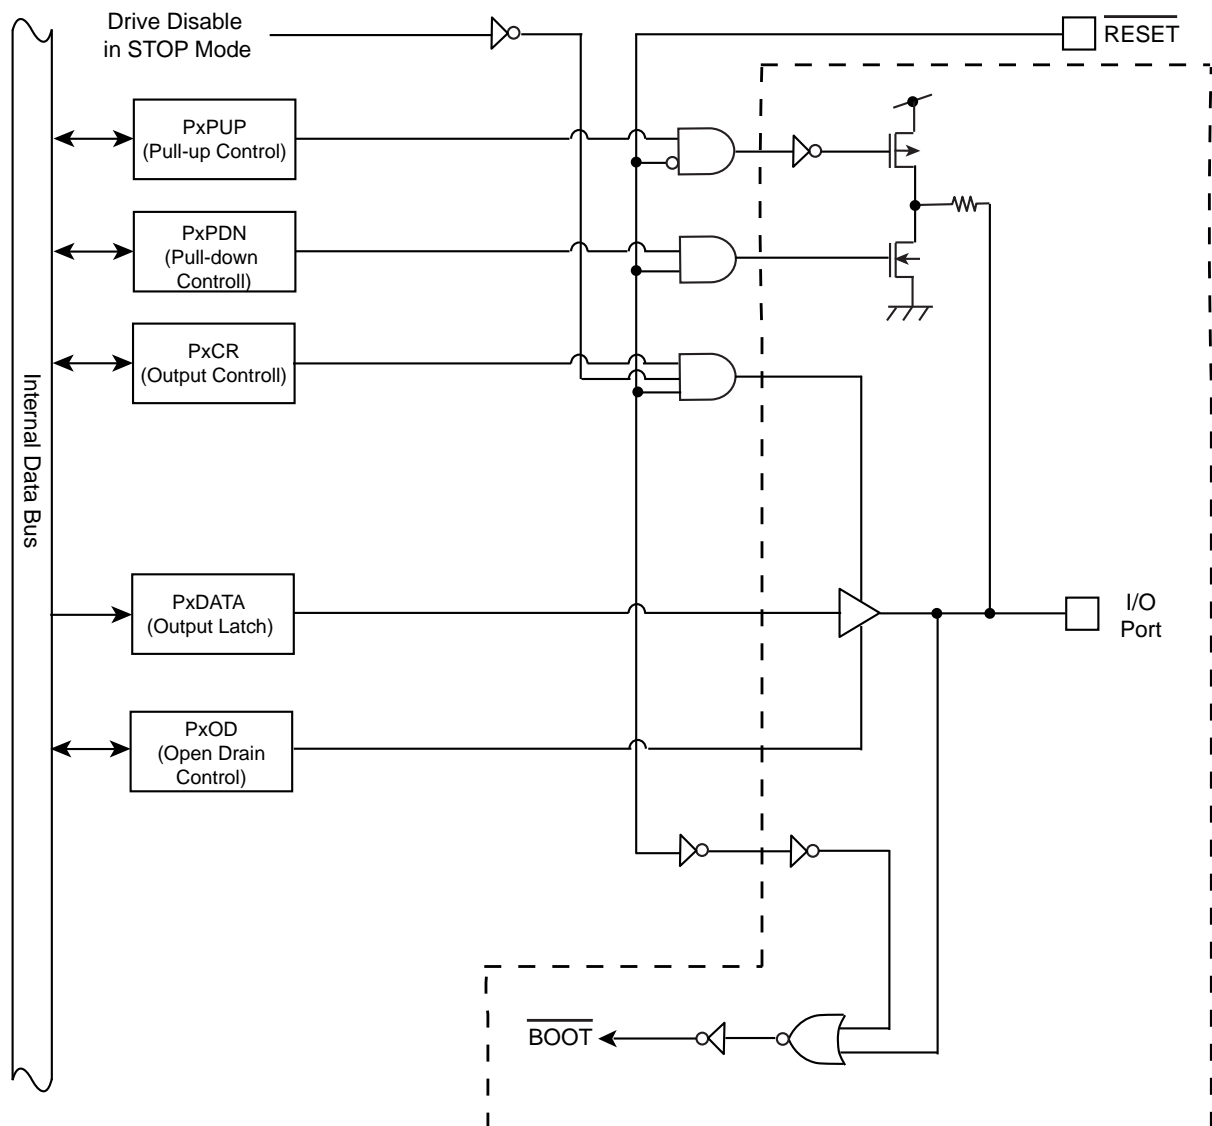 Drive Disable
in STOP Mode
RESET
PxPUP
(Pull-up Control)
PxPDN
(Pull-down
Controll)
PxCR
(Output Controll)
Internal Data Bus
PxDATA
(Output Latch)
I/O
Port
PxOD
(Open Drain
Control)
BOOT